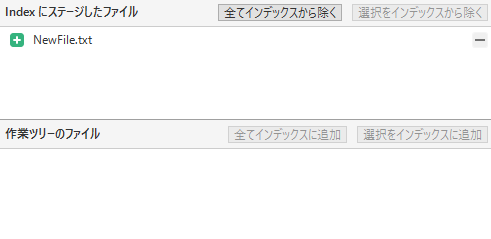 Index にステージしたファイル 全てインデックスから除く 選択をインデックスから除く
NewFile.txt
作業ツリーのファイル 全てインデックスに追加 選択をインデックスに追加